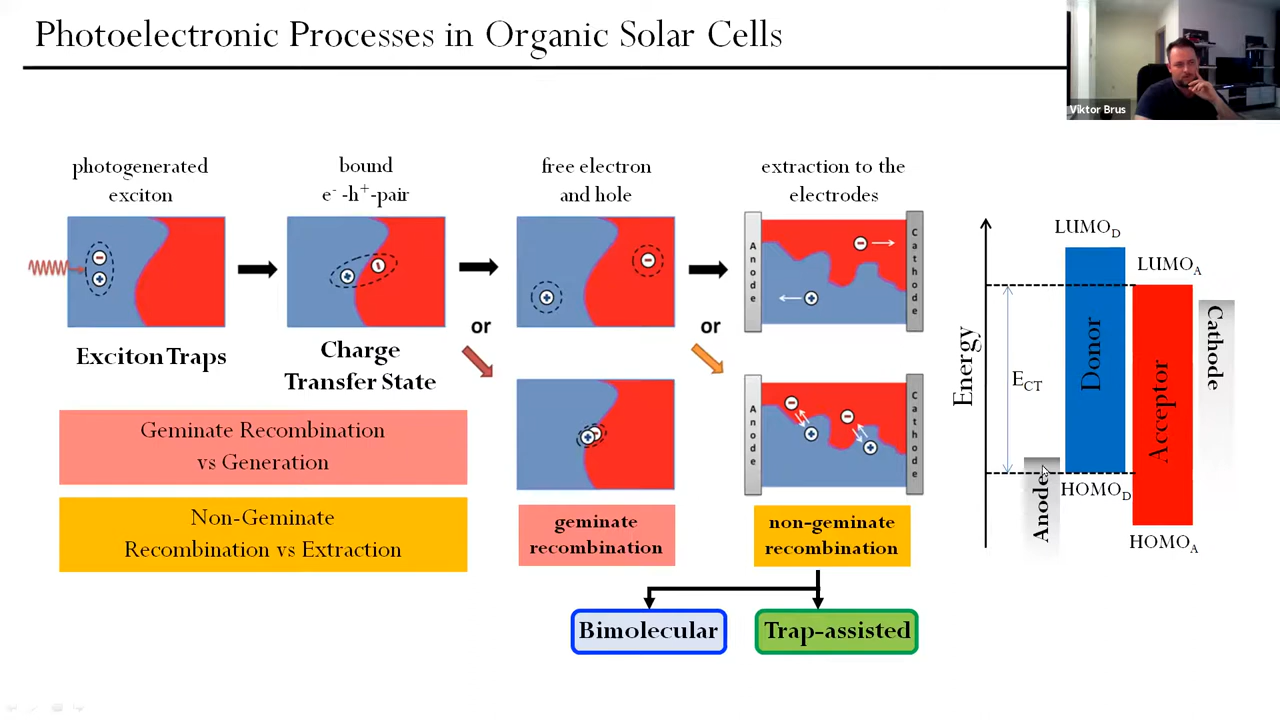 Photoelectronic Processes in Organic Solar Cells
Viktor Brus
photogenerated
exciton
bound
e⁻ -h⁺-pair
free electron
and hole
extraction to the
electrodes
Anode
Cathode
or
or
Exciton Traps
Charge
Transfer State
Geminate Recombination
vs Generation
Non-Geminate
Recombination vs Extraction
Anode
Cathode
geminate
recombination
non-geminate
recombination
Bimolecular
Trap-assisted
Energy
E_CT
LUMO_D
LUMO_A
Donor
Acceptor
Cathode
Anode
HOMO_D
HOMO_A